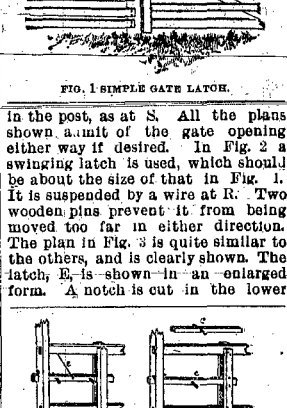 FIG. 1 SIMPLE GATE LATCH.
in the post, as at S. All the plans
shown admit of the gate opening
either way if desired. In Fig. 2 a
swinging latch is used, which should
be about the size of that in Fig. 1.
It is suspended by a wire at R. Two
wooden pins prevent it from being
moved too far in either direction.
The plan in Fig. 3 is quite similar to
the others, and is clearly shown. The
latch, E, is shown in an enlarged
form. A notch is cut in the lower